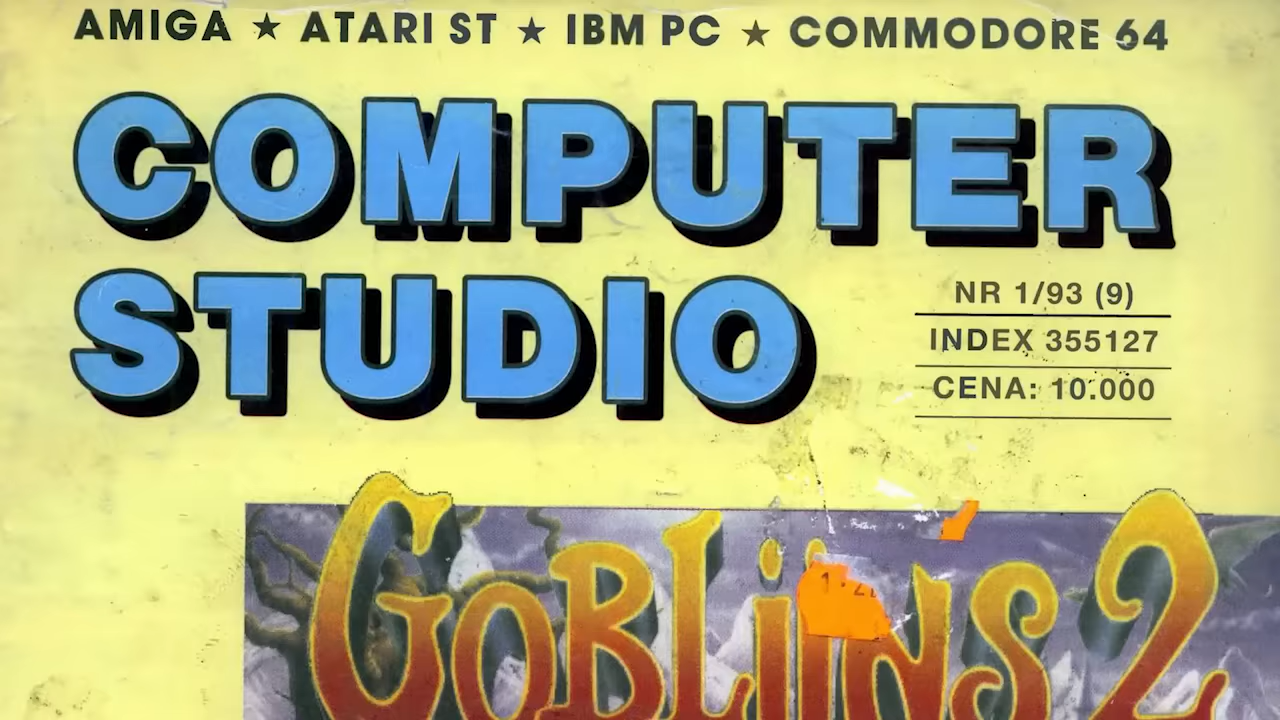 AMIGA ★ ATARI ST ★ IBM PC ★ COMMODORE 64
COMPUTER
STUDIO
NR 1/93 (9)
INDEX 355127
CENA: 10.000
GOBLiiNS 2